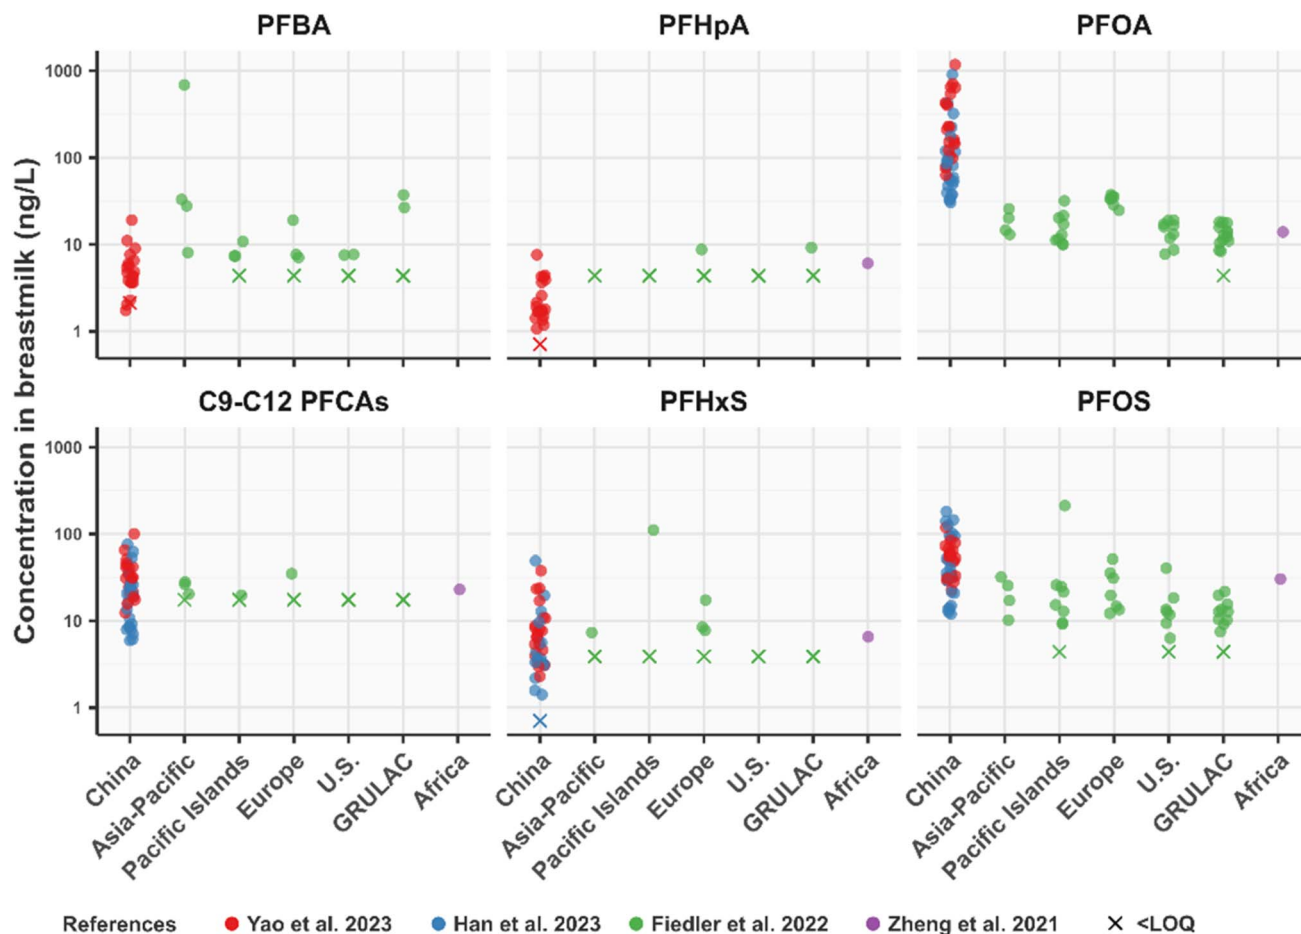 PFBA PFHpA PFOA
1000
100
10
1
C9-C12 PFCAs PFHxS PFOS
1000
100
10
1
Concentration in breastmilk (ng/L)
China Asia-Pacific Pacific Islands Europe U.S. GRULAC Africa China Asia-Pacific Pacific Islands Europe U.S. GRULAC Africa China Asia-Pacific Pacific Islands Europe U.S. GRULAC Africa
References Yao et al. 2023 Han et al. 2023 Fiedler et al. 2022 Zheng et al. 2021 <LOQ